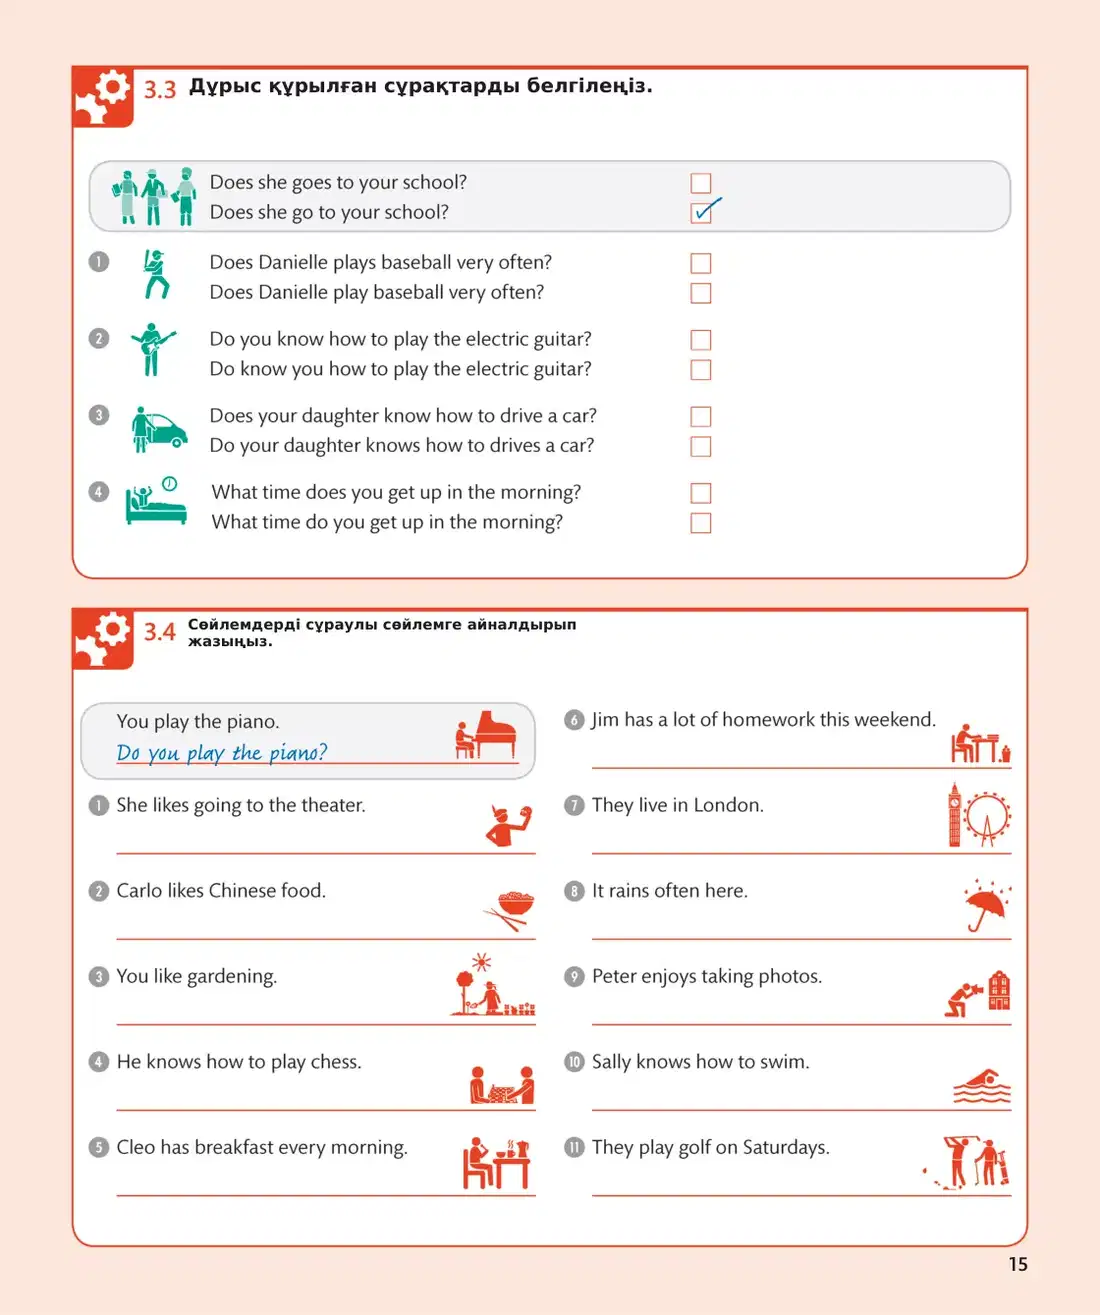 3.3 Дұрыс құрылған сұрақтарды белгілеңіз.
Does she goes to your school?
Does she go to your school?
1 Does Danielle plays baseball very often?
Does Danielle play baseball very often?
2 Do you know how to play the electric guitar?
Do know you how to play the electric guitar?
3 Does your daughter know how to drive a car?
Do your daughter knows how to drives a car?
4 What time does you get up in the morning?
What time do you get up in the morning?
3.4 Сөйлемдерді сұраулы сөйлемге айналдырып
жазыңыз.
You play the piano.
Do you play the piano?
1 She likes going to the theater.
2 Carlo likes Chinese food.
3 You like gardening.
4 He knows how to play chess.
5 Cleo has breakfast every morning.
6 Jim has a lot of homework this weekend.
7 They live in London.
8 It rains often here.
9 Peter enjoys taking photos.
10 Sally knows how to swim.
11 They play golf on Saturdays.
15